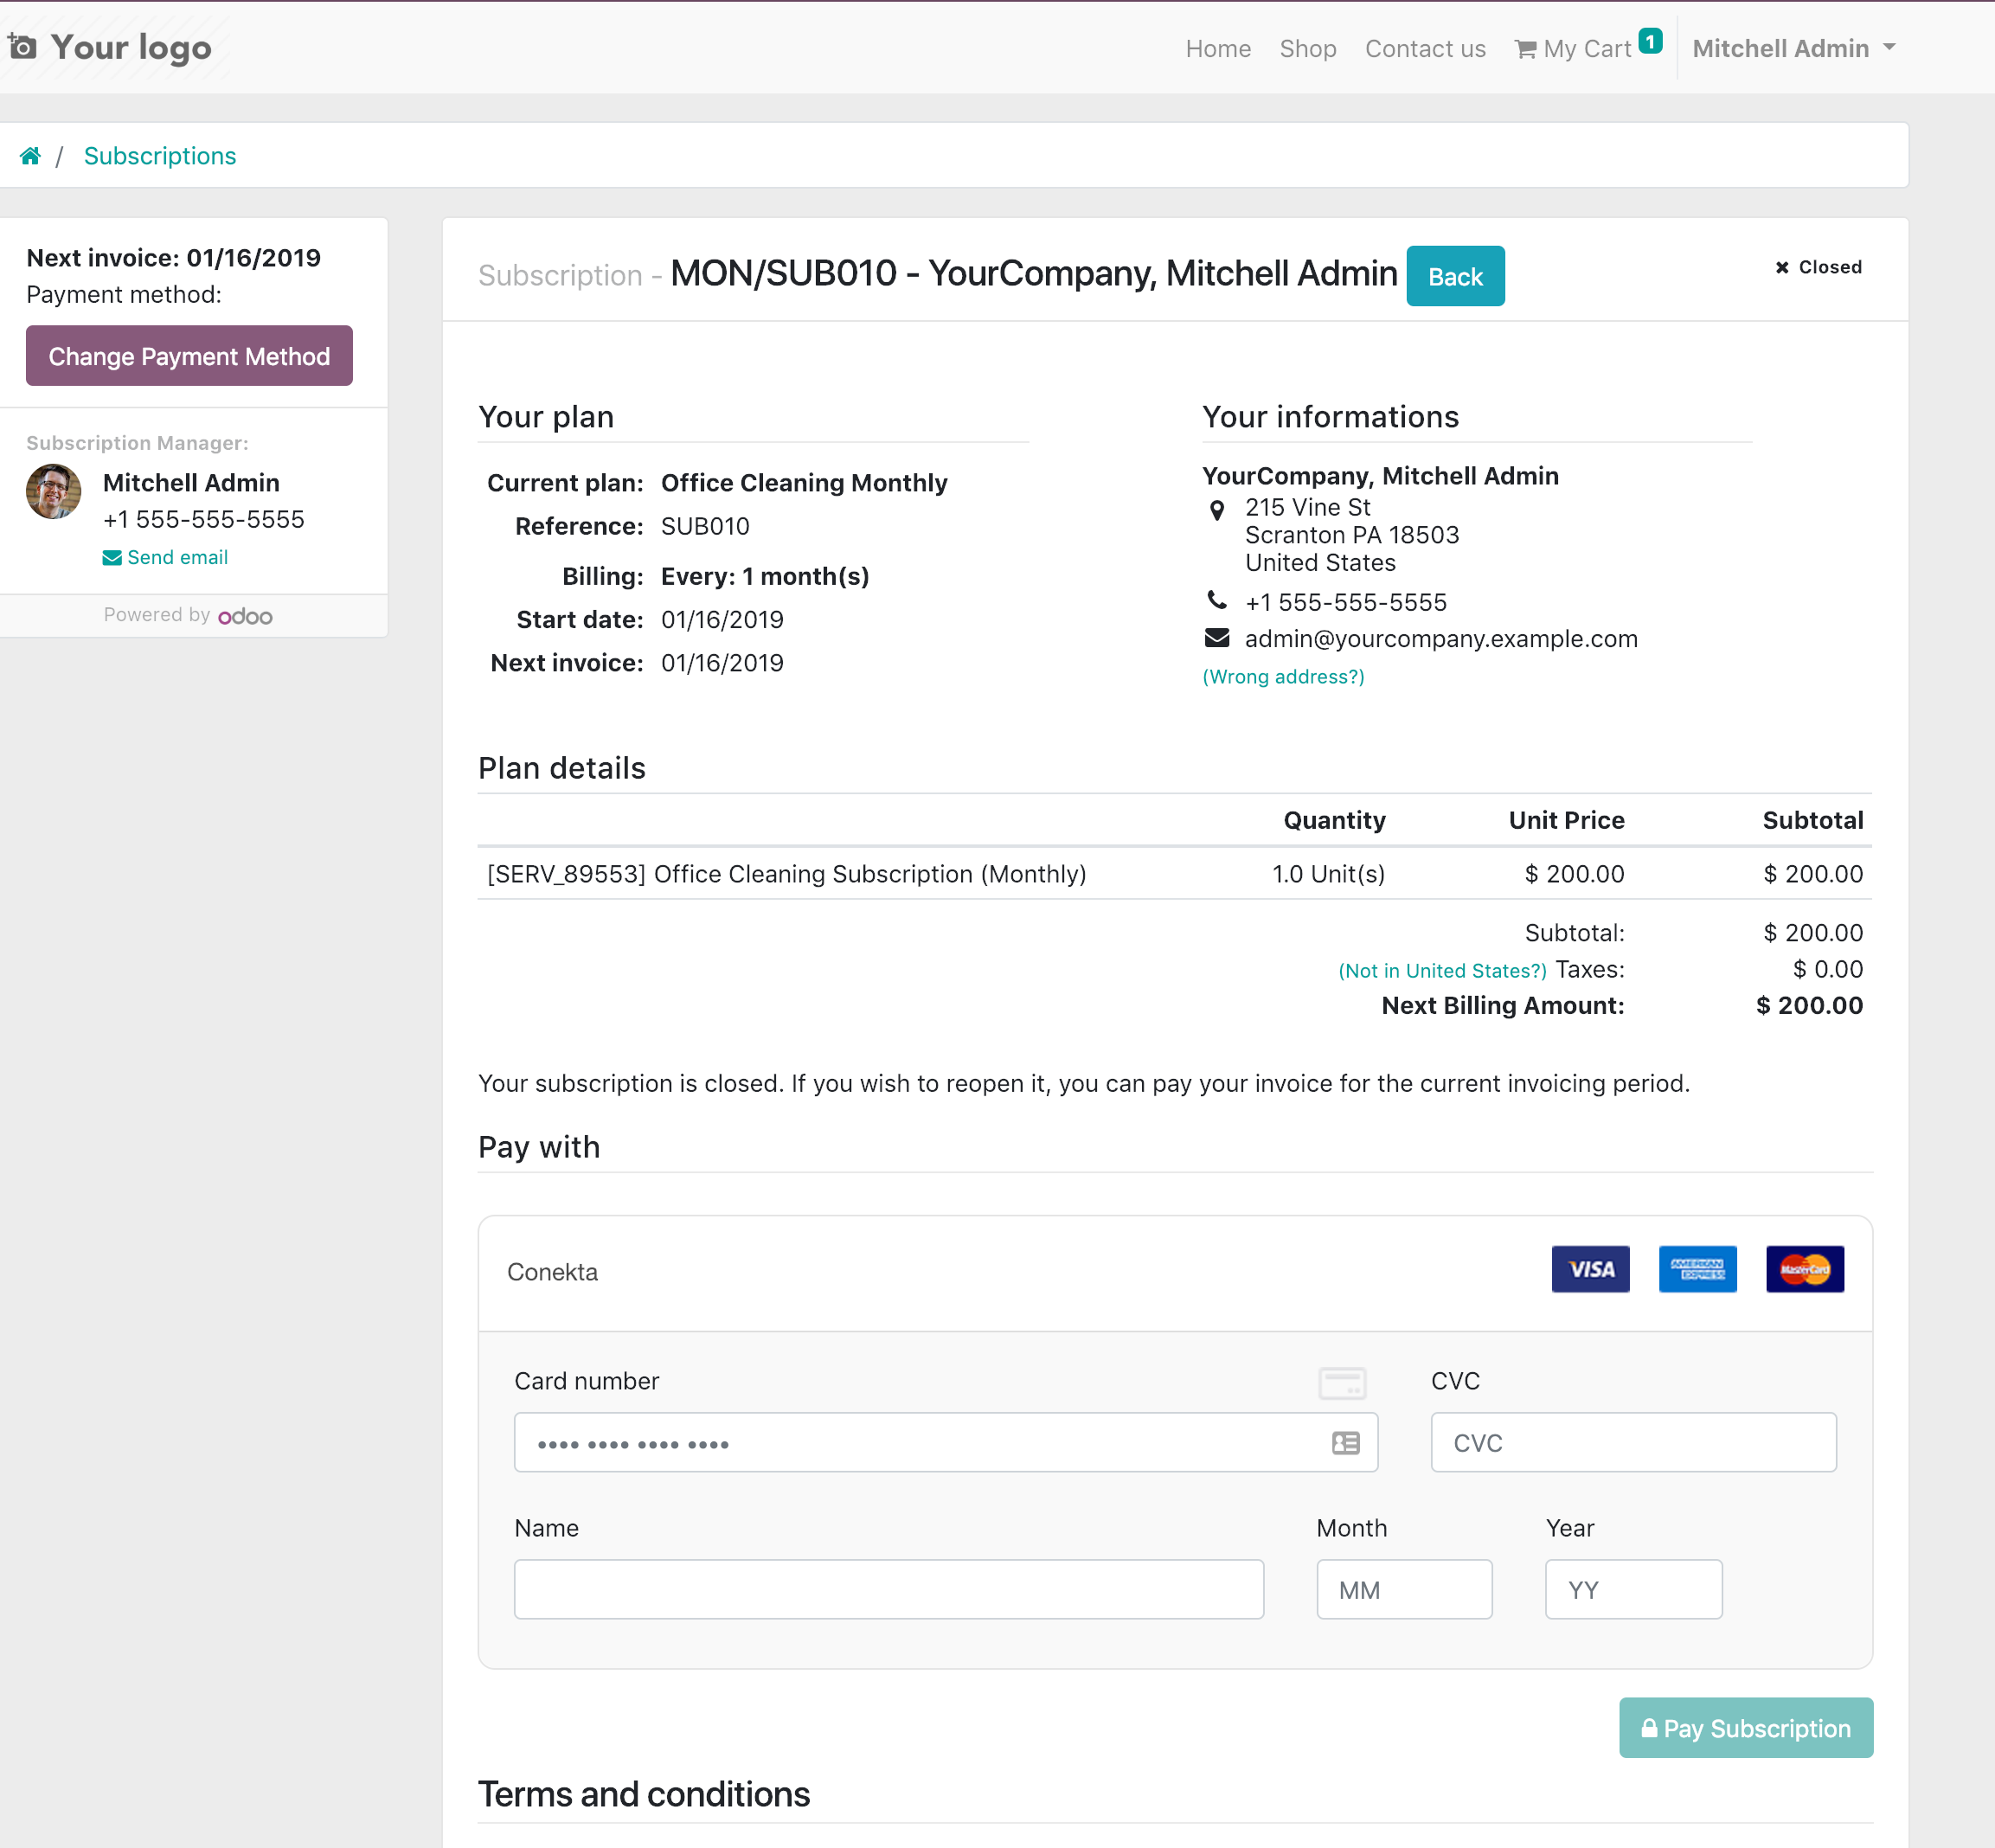 Your logo
Home Shop Contact us My Cart 1 Mitchell Admin
/ Subscriptions
Next invoice: 01/16/2019
Payment method:
Change Payment Method
Subscription Manager:
Mitchell Admin
+1 555-555-5555
Send email
Powered by odoo
Subscription - MON/SUB010 - YourCompany, Mitchell Admin Back
Closed
Your plan
Current plan: Office Cleaning Monthly
Reference: SUB010
Billing: Every: 1 month(s)
Start date: 01/16/2019
Next invoice: 01/16/2019
Your informations
YourCompany, Mitchell Admin
215 Vine St
Scranton PA 18503
United States
+1 555-555-5555
admin@yourcompany.example.com
(Wrong address?)
Plan details
Quantity Unit Price Subtotal
[SERV_89553] Office Cleaning Subscription (Monthly) 1.0 Unit(s) $ 200.00 $ 200.00
Subtotal: $ 200.00
(Not in United States?) Taxes: $ 0.00
Next Billing Amount: $ 200.00
Your subscription is closed. If you wish to reopen it, you can pay your invoice for the current invoicing period.
Pay with
Conekta VISA AMERICAN EXPRESS MasterCard
Card number CVC
•••• •••• •••• •••• CVC
Name Month Year
MM YY
Pay Subscription
Terms and conditions